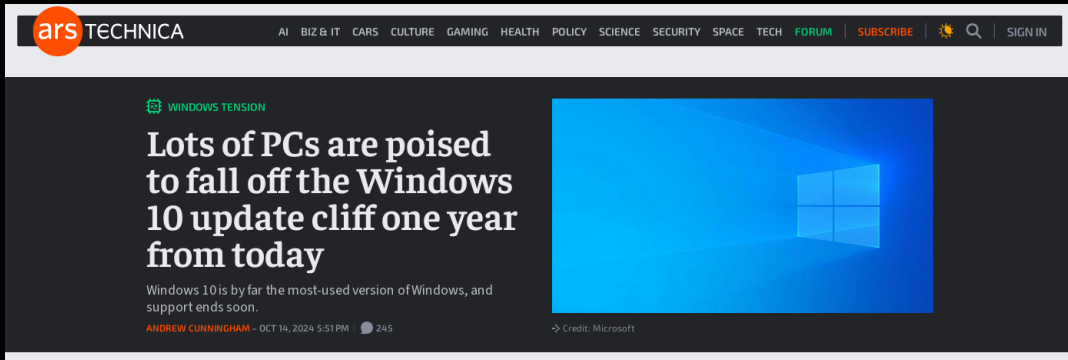 ars TECHNICA
AI BIZ & IT CARS CULTURE GAMING HEALTH POLICY SCIENCE SECURITY SPACE TECH FORUM SUBSCRIBE SIGN IN
WINDOWS TENSION
Lots of PCs are poised
to fall off the Windows
10 update cliff one year
from today
Windows 10 is by far the most-used version of Windows, and
support ends soon.
ANDREW CUNNINGHAM – OCT 14, 2024 5:51 PM | 245
Credit: Microsoft